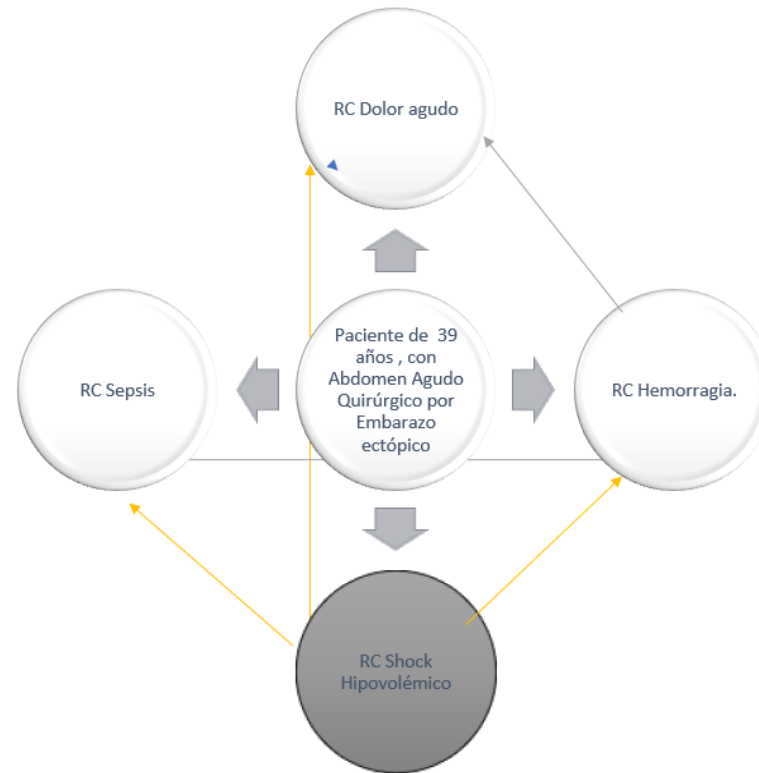 RC Dolor agudo
RC Sepsis
Paciente de 39
años , con
Abdomen Agudo
Quirúrgico por
Embarazo
ectópico
RC Hemorragia.
RC Shock
Hipovolémico